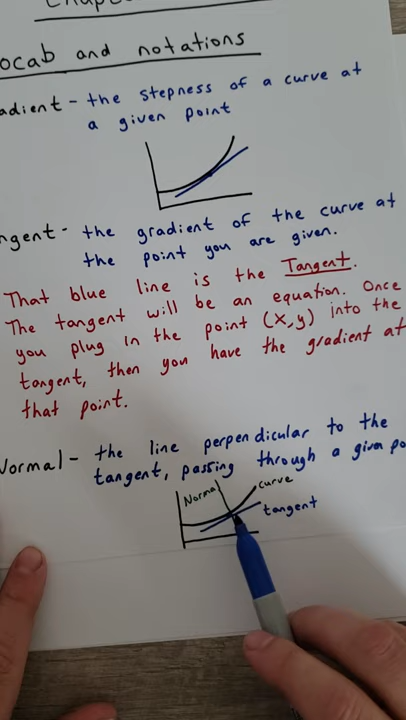 ocab and notations
adient - the stepness of a curve at
a given point
ngent - the gradient of the curve at
the point you are given.
That blue line is the Tangent.
The tangent will be an equation. Once
you plug in the point (x,y) into the
tangent, then you have the gradient at
that point.
Normal - the line perpendicular to the
tangent, passing through a given po
Normal
curve
tangent